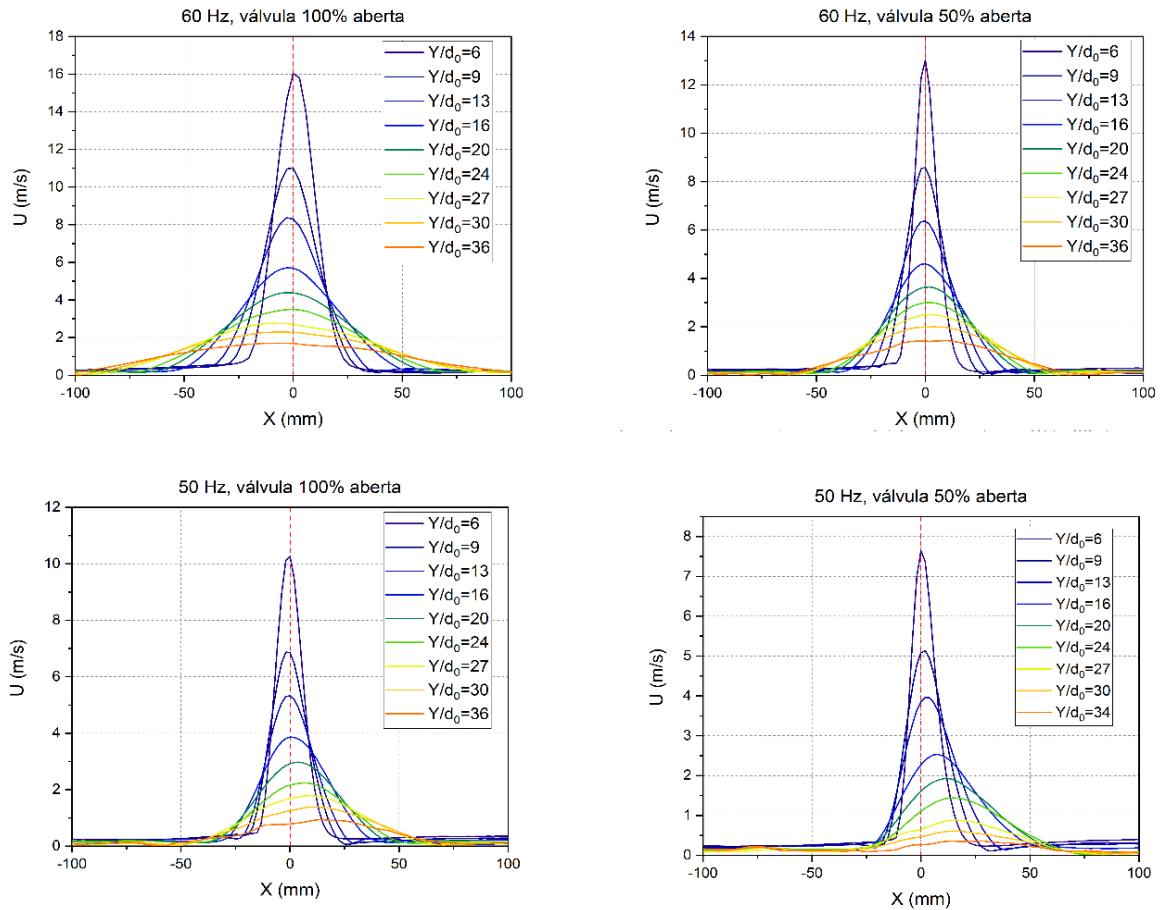 60 Hz, válvula 100% aberta
18
16
14
12
10
8
6
4
2
0
U (m/s)
-100
-50
0
50
100
X (mm)
Y/d₀=6
Y/d₀=9
Y/d₀=13
Y/d₀=16
Y/d₀=20
Y/d₀=24
Y/d₀=27
Y/d₀=30
Y/d₀=36
60 Hz, válvula 50% aberta
14
12
10
8
6
4
2
0
U (m/s)
-100
-50
0
50
100
X (mm)
Y/d₀=6
Y/d₀=9
Y/d₀=13
Y/d₀=16
Y/d₀=20
Y/d₀=24
Y/d₀=27
Y/d₀=30
Y/d₀=36
50 Hz, válvula 100% aberta
12
10
8
6
4
2
0
U (m/s)
-100
-50
0
50
100
X (mm)
Y/d₀=6
Y/d₀=9
Y/d₀=13
Y/d₀=16
Y/d₀=20
Y/d₀=24
Y/d₀=27
Y/d₀=30
Y/d₀=36
50 Hz, válvula 50% aberta
8
7
6
5
4
3
2
1
0
U (m/s)
-100
-50
0
50
100
X (mm)
Y/d₀=6
Y/d₀=9
Y/d₀=13
Y/d₀=16
Y/d₀=20
Y/d₀=24
Y/d₀=27
Y/d₀=30
Y/d₀=34